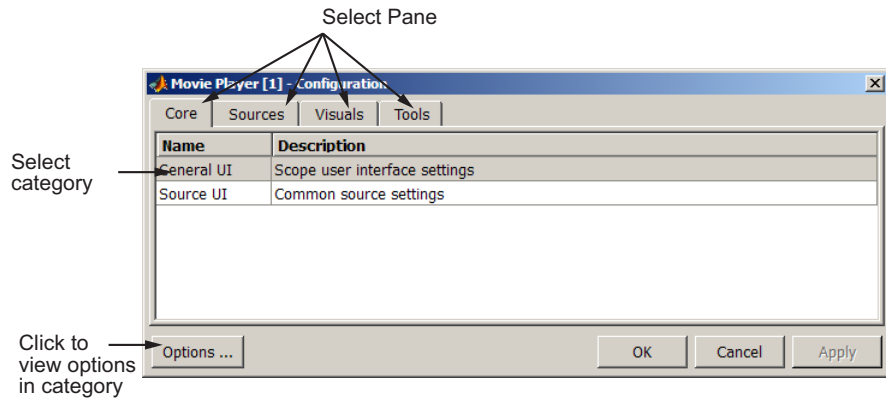 Select Pane
Movie Player [1] - Configuration
Core Sources Visuals Tools
Name Description
Select
category
General UI Scope user interface settings
Source UI Common source settings
Click to
view options
in category
Options ... OK Cancel Apply